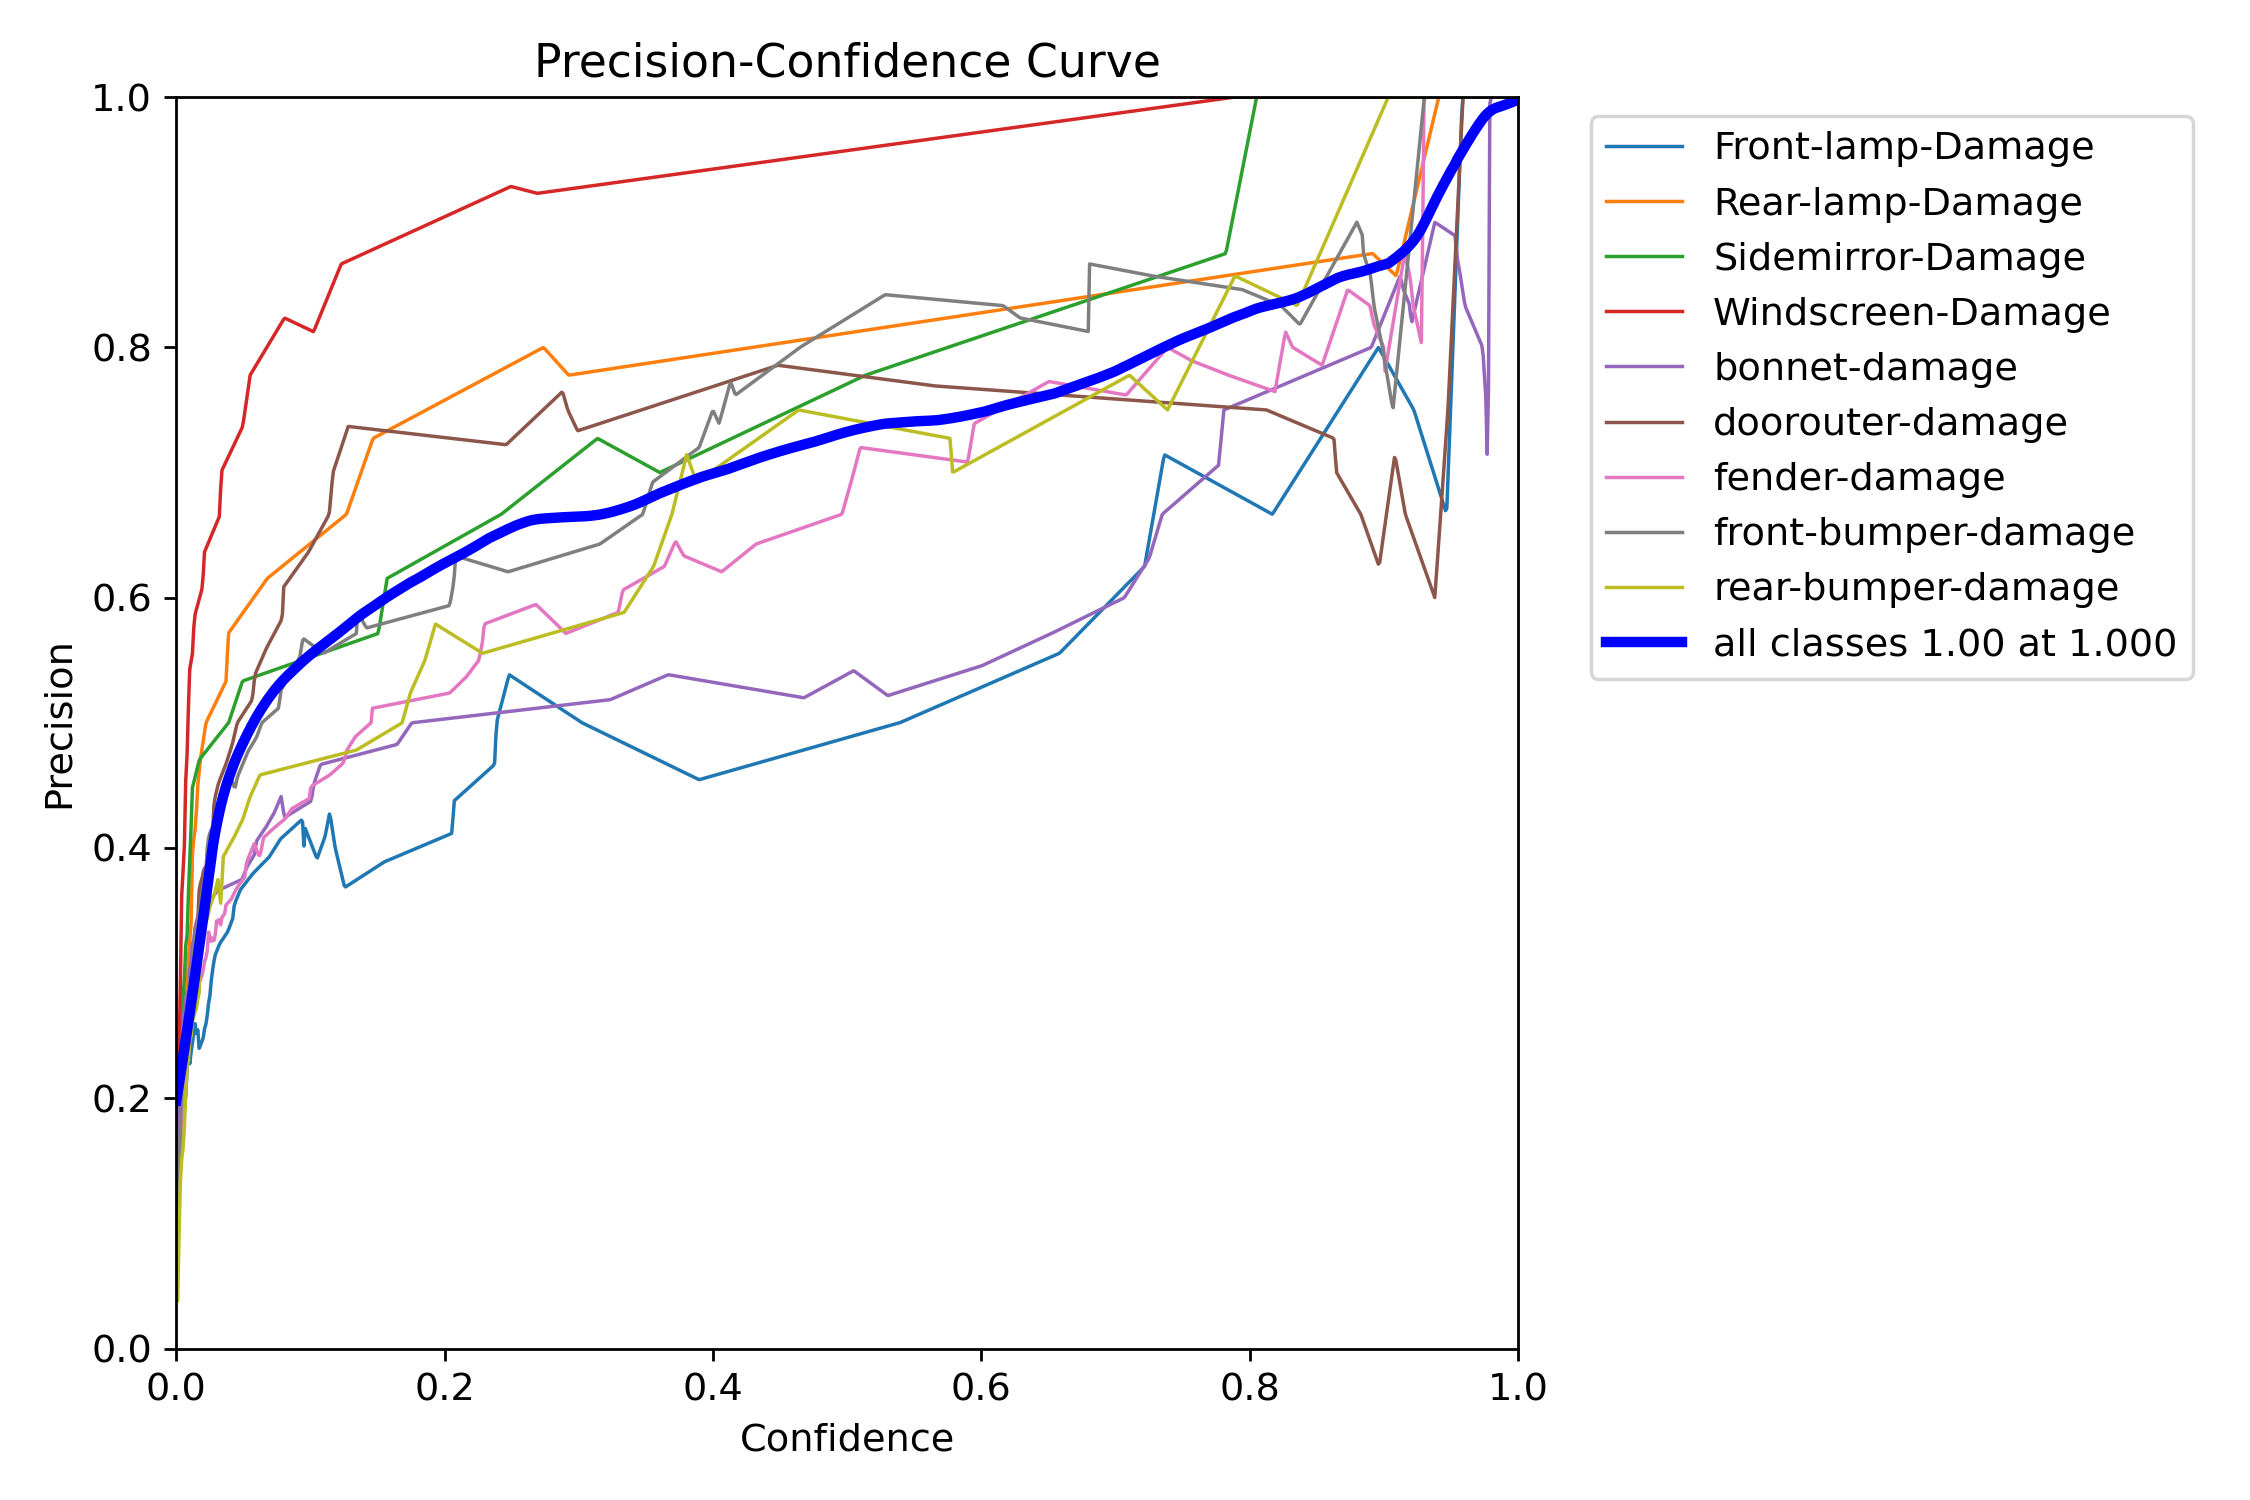 Precision-Confidence Curve
1.0
0.8
0.6
0.4
0.2
0.0
Precision
0.0 0.2 0.4 0.6 0.8 1.0
Confidence
Front-lamp-Damage
Rear-lamp-Damage
Sidemirror-Damage
Windscreen-Damage
bonnet-damage
doorouter-damage
fender-damage
front-bumper-damage
rear-bumper-damage
all classes 1.00 at 1.000